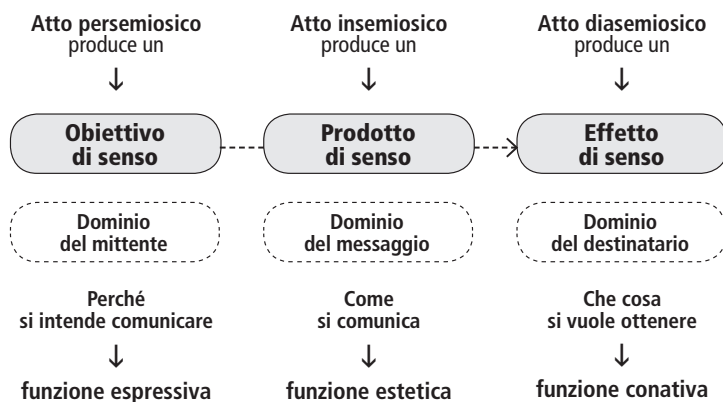 Atto persemiosico
produce un
Obiettivo
di senso
Dominio
del mittente
Perché
si intende comunicare
funzione espressiva
Atto insemiosico
produce un
Prodotto
di senso
Dominio
del messaggio
Come
si comunica
funzione estetica
Atto diasemiosico
produce un
Effetto
di senso
Dominio
del destinatario
Che cosa
si vuole ottenere
funzione conativa